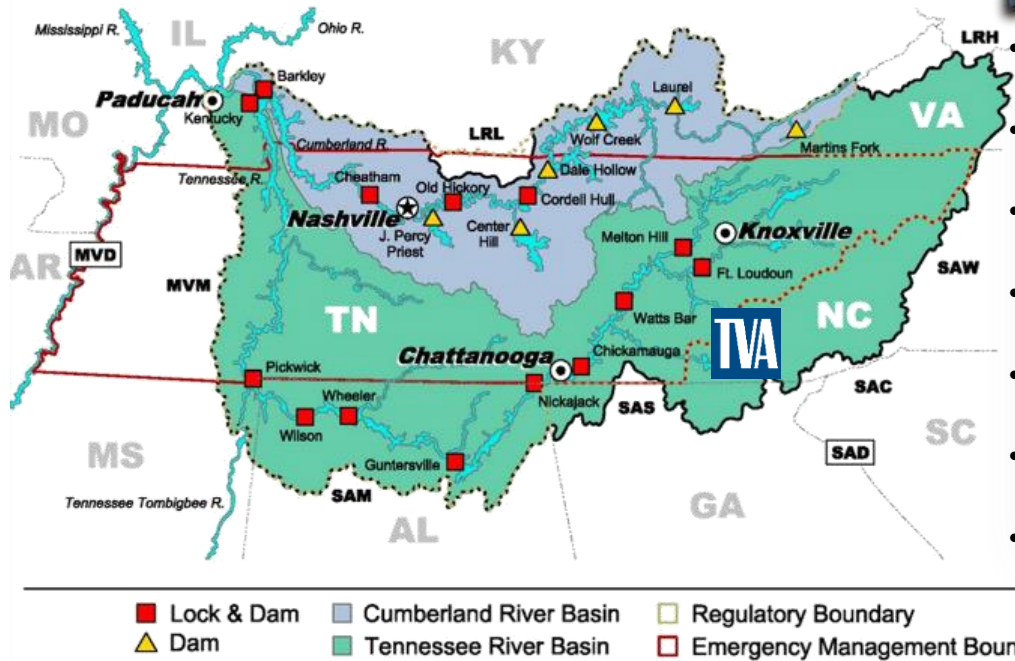 Mississippi R.
IL
Ohio R.
KY
LRH
Barkley
Paducah
Kentucky
Laurel
VA
MO
LRL
Wolf Creek
Martins Fork
Cumberland R.
Tennessee R.
Cheatham
Old Hickory
Dale Hollow
Cordell Hull
Nashville
J. Percy
Priest
Center
Hill
Melton Hill
Knoxville
AR
MVD
MVM
Ft. Loudoun
SAW
TN
Watts Bar
NC
TVA
Chattanooga
Chickamauga
Pickwick
SAC
Wheeler
Nickajack
SAS
Wilson
MS
Guntersville
SC
SAD
SAM
Tennessee Tombigbee R.
AL
GA
Lock & Dam
Cumberland River Basin
Regulatory Boundary
Dam
Tennessee River Basin
Emergency Management Boun